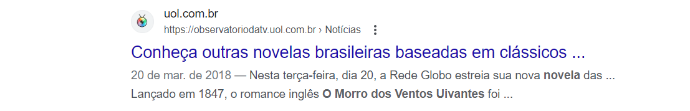 uol.com.br
https://observatoriodatv.uol.com.br › Notícias
Conheça outras novelas brasileiras baseadas em clássicos ...
20 de mar. de 2018 — Nesta terça-feira, dia 20, a Rede Globo estreia sua nova novela das ...
Lançado em 1847, o romance inglês O Morro dos Ventos Uivantes foi ...